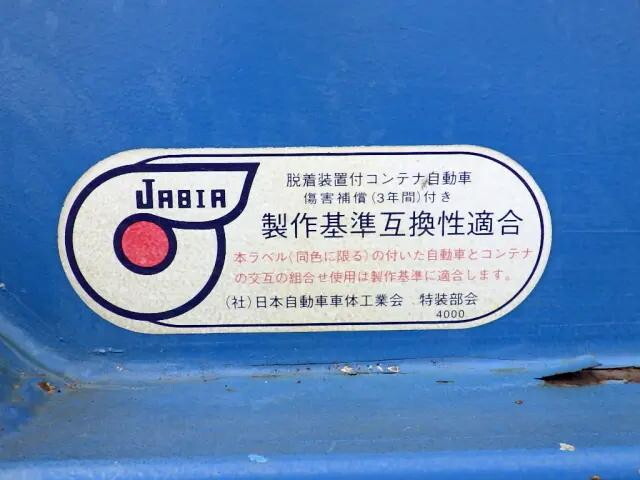 JABIA
脱着装置付コンテナ自動車
傷害補償(3年間)付き
製作基準互換性適合
本ラベル(同色に限る)の付いた自動車とコンテナ
の交互の組合せ使用は製作基準に適合します。
(社)日本自動車車体工業会 特装部会
4000